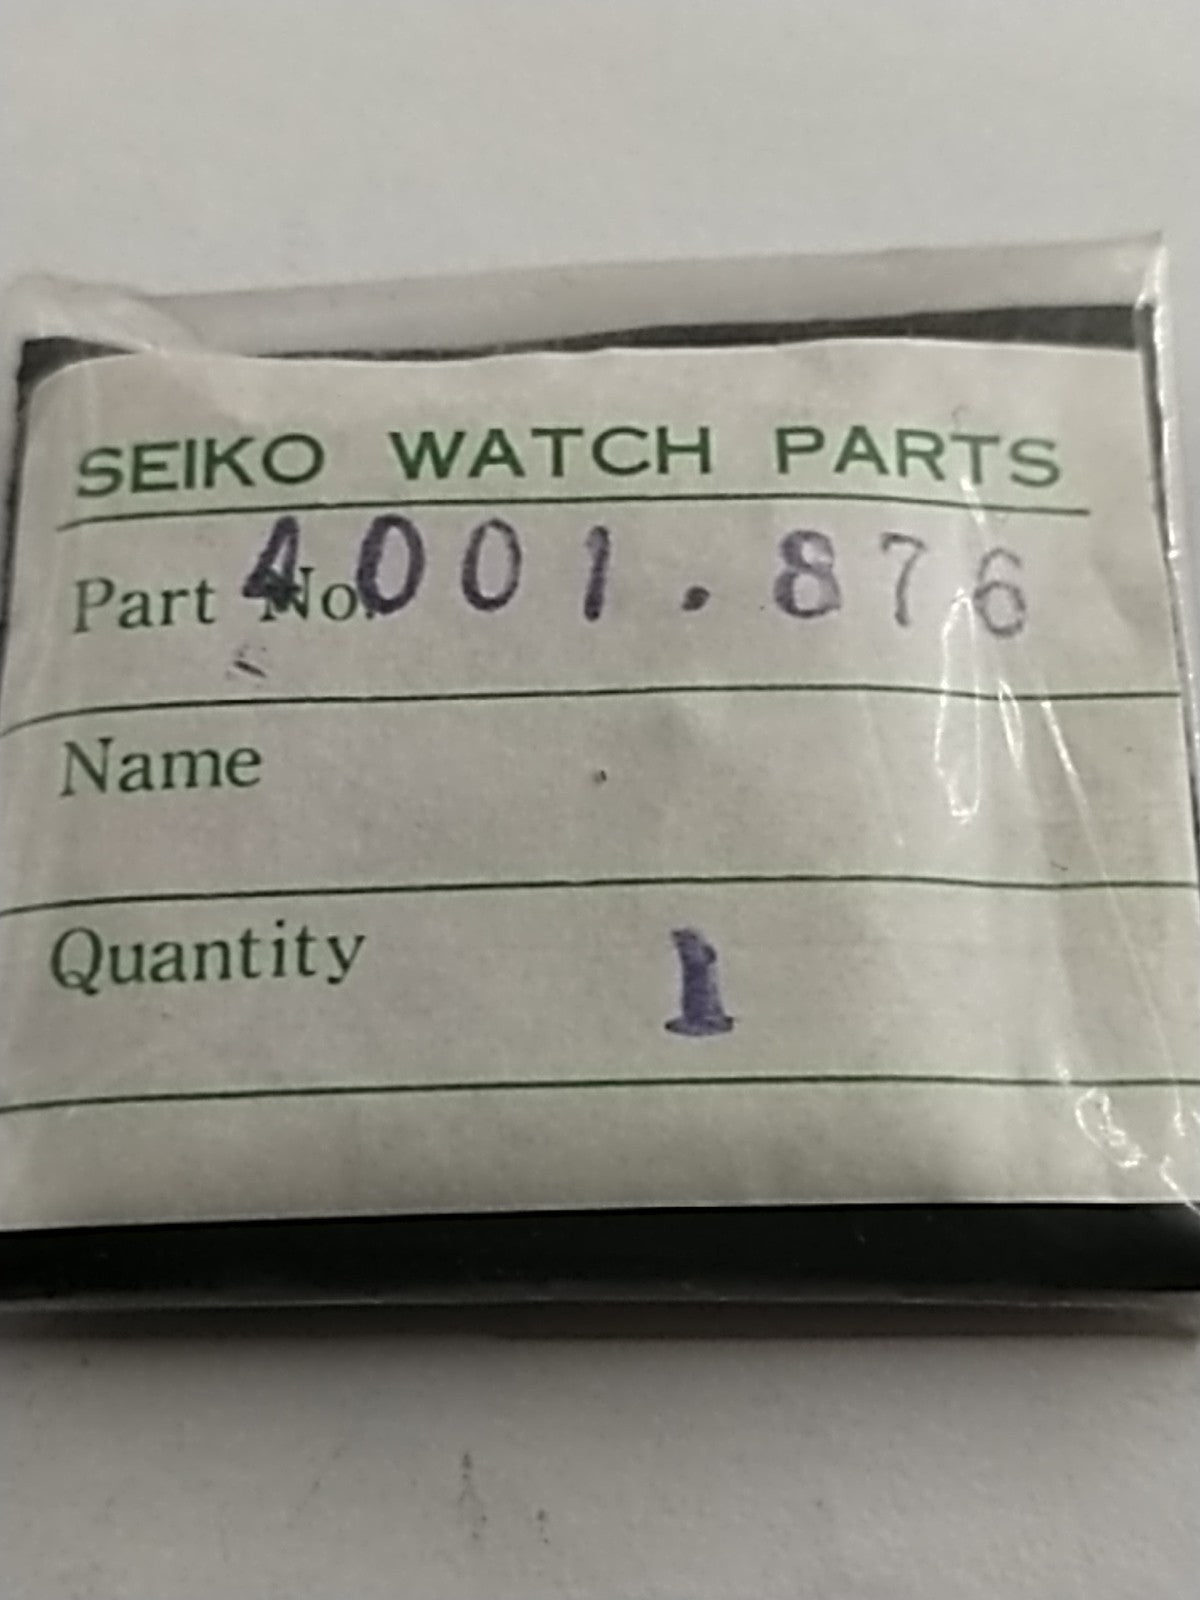 SEIKO WATCH PARTS
Part No. 4001.876
Name
Quantity 1